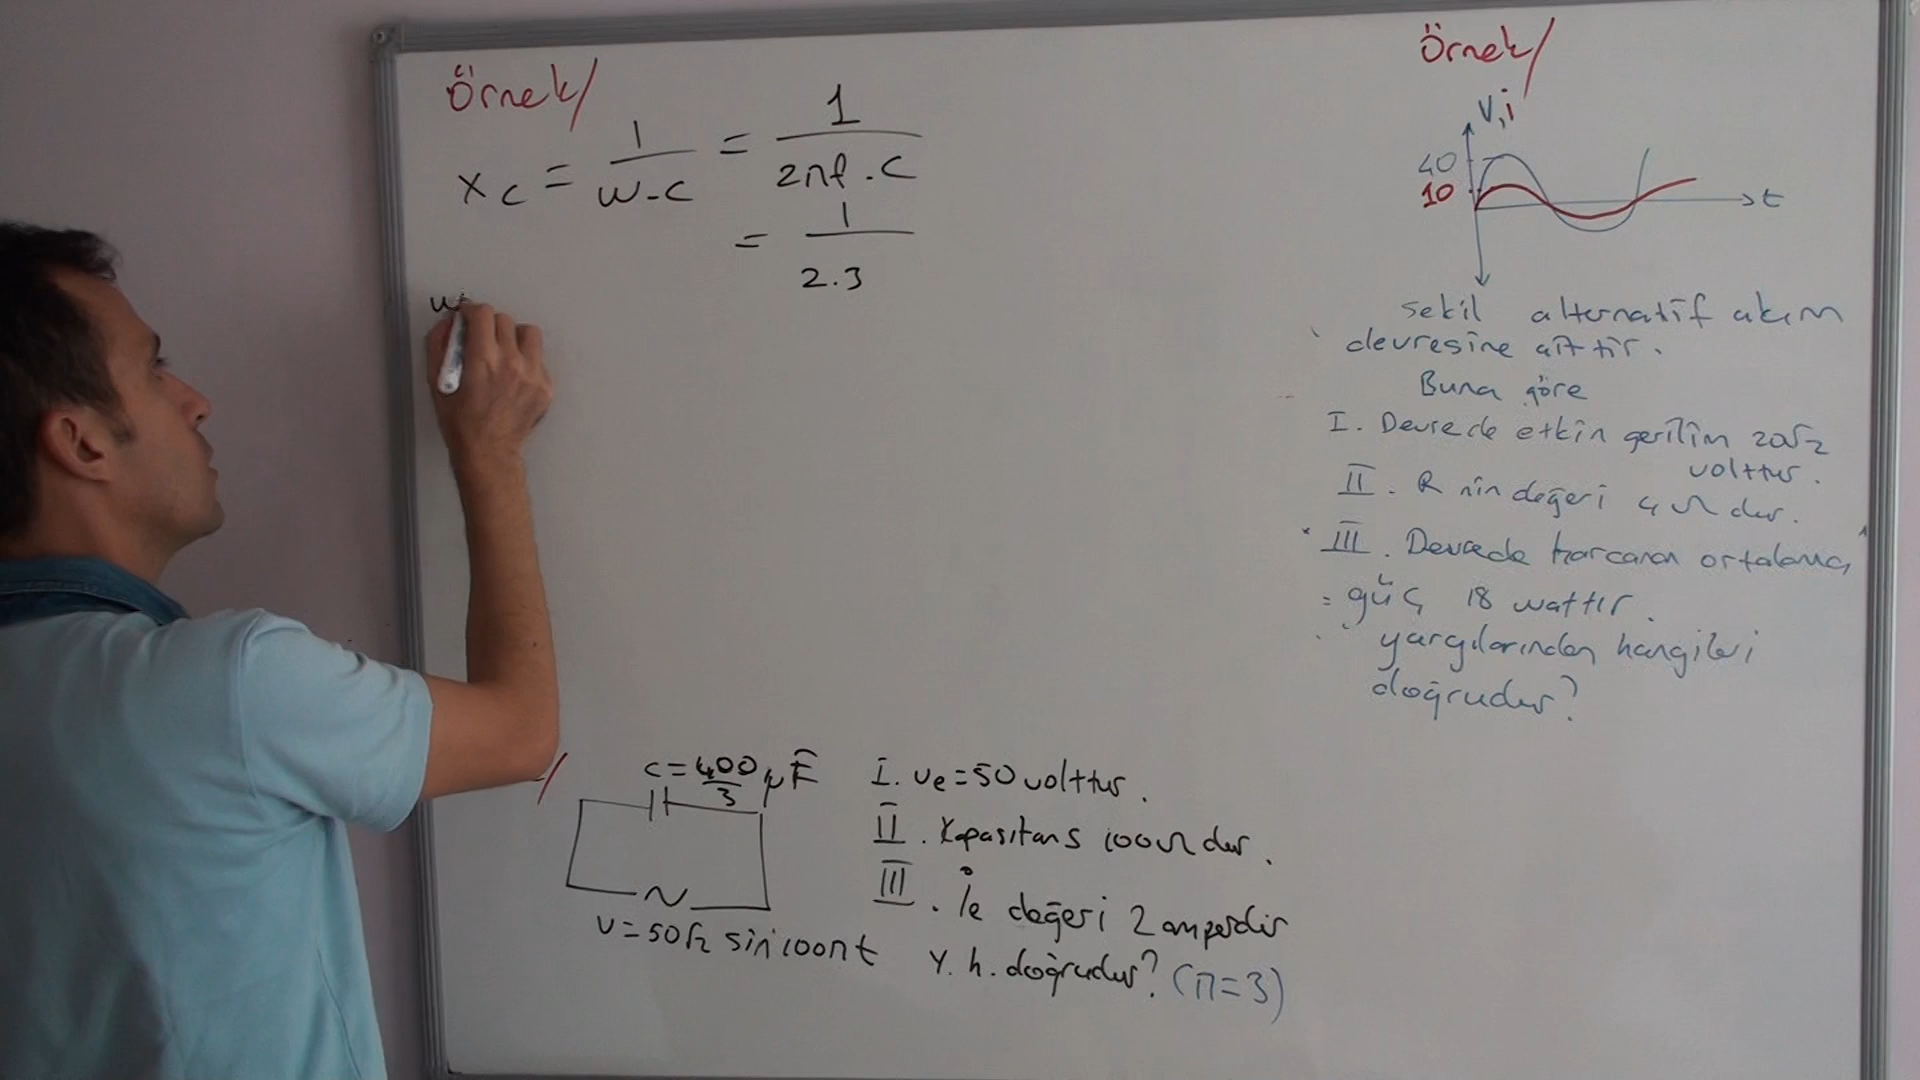 Örnek/
xc = 1/w-c = 1/2πf.c
= 1/2.3
w=
c=400/3 µF
V=50√2 sin100πt
I. Ve=50 volttur.
II. Kapasitans 100Ω dur.
III. İe değeri 2 amperdir
Y. h. doğrudur? (π=3)
Örnek/
V,i
40
10
t
Sekil alternatif akım
devresine aittir.
Buna göre
I. Devrede etkin gerilim 20√2
volttur.
II. R nin değeri 4Ω dur.
III. Devrede harcanan ortalama
güç 18 wattır.
yargılarından hangileri
doğrudur?